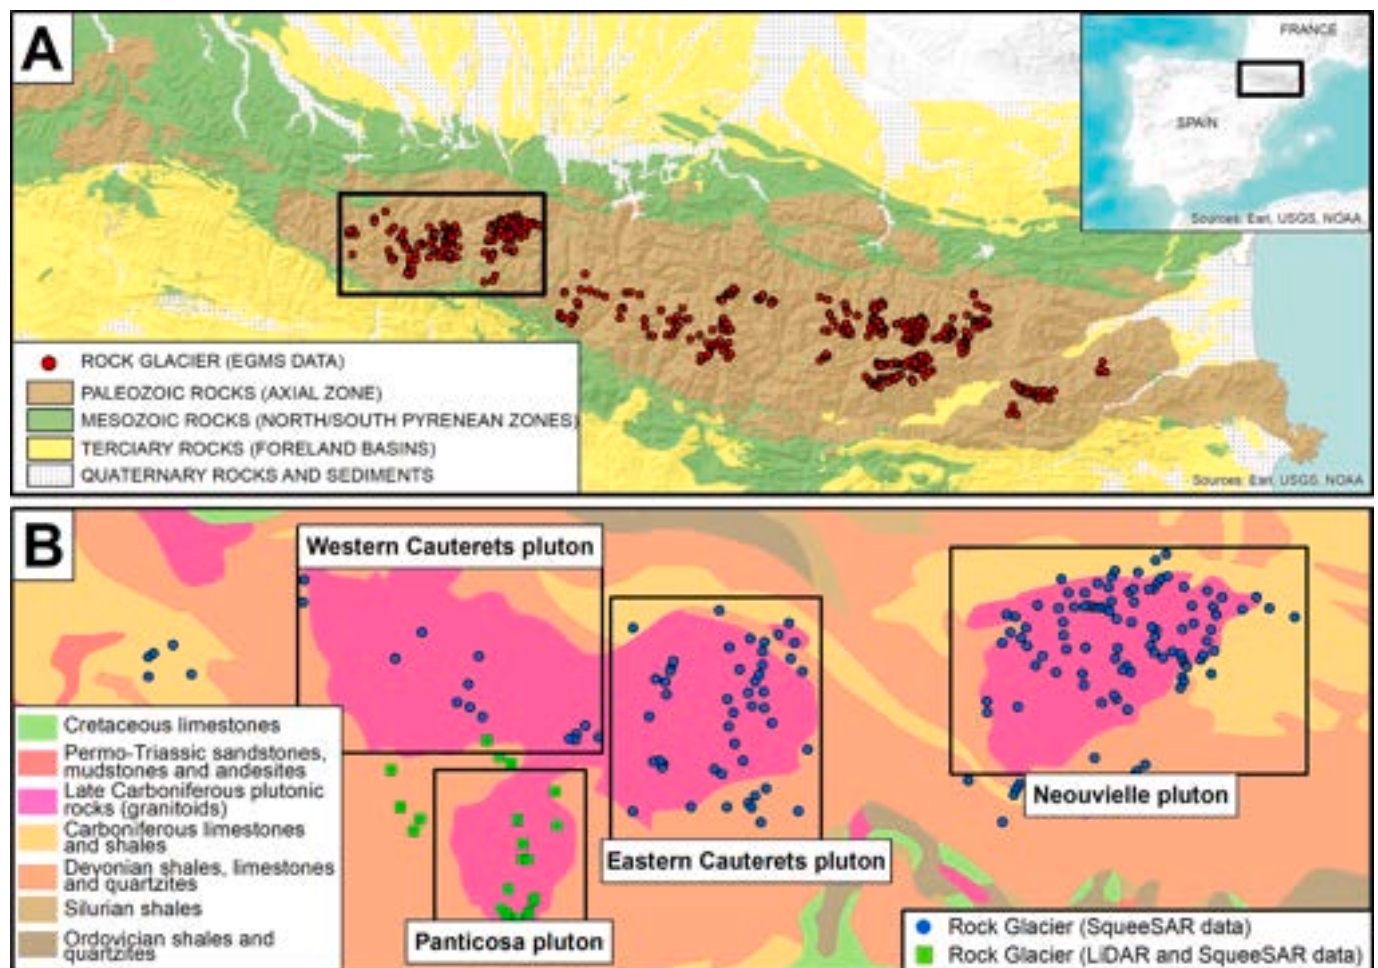 A
FRANCE
SPAIN
Sources: Esri, USGS, NOAA
ROCK GLACIER (EGMS DATA)
PALEOZOIC ROCKS (AXIAL ZONE)
MESOZOIC ROCKS (NORTH/SOUTH PYRENEAN ZONES)
TERCIARY ROCKS (FORELAND BASINS)
QUATERNARY ROCKS AND SEDIMENTS
Sources: Esri, USGS, NOAA
B
Western Cauterets pluton
Neouvielle pluton
Eastern Cauterets pluton
Panticosa pluton
Cretaceous limestones
Permo-Triassic sandstones,
mudstones and andesites
Late Carboniferous plutonic
rocks (granitoids)
Carboniferous limestones
and shales
Devonian shales, limestones
and quartzites
Silurian shales
Ordovician shales and
quartzites
Rock Glacier (SqueeSAR data)
Rock Glacier (LiDAR and SqueeSAR data)